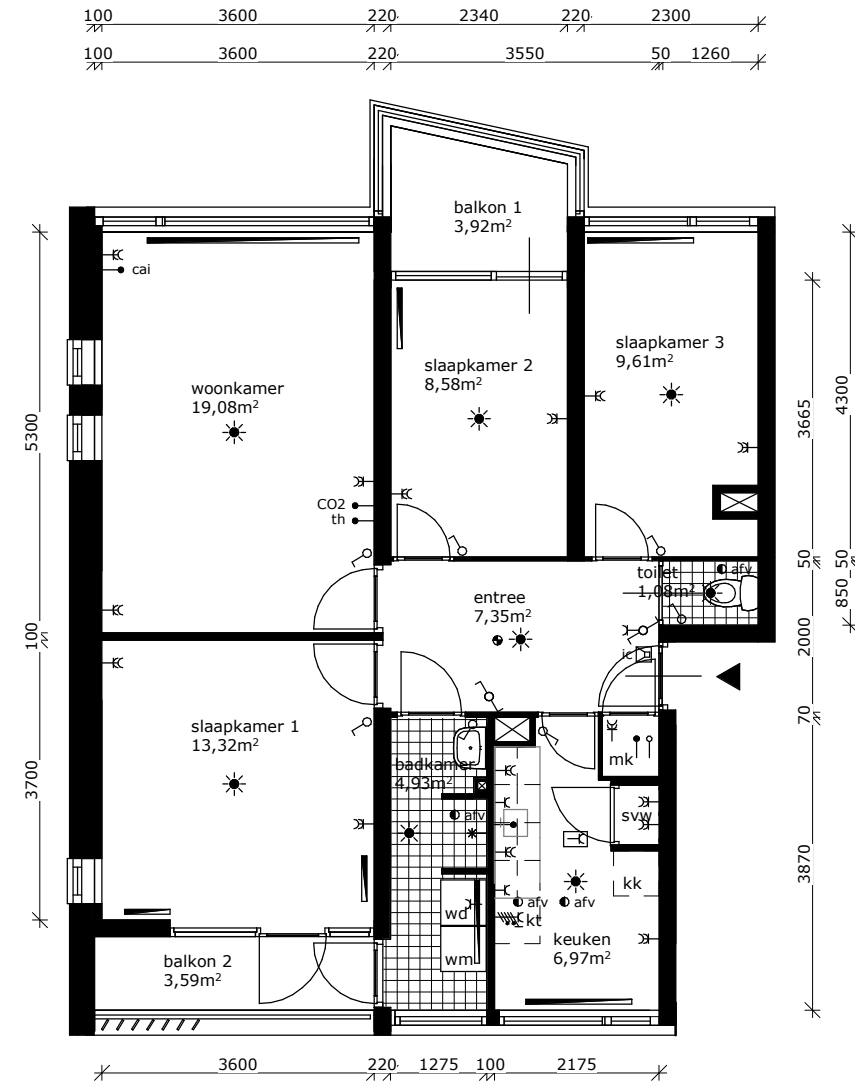 100 3600 220 2340 220 2300
100 3600 220 3550 50 1260
balkon 1
3,92m²
cai
slaapkamer 3
9,61m²
slaapkamer 2
8,58m²
woonkamer
19,08m²
5300
3665
4300
CO2
th
50
50
toilet
afv
1,08m²
850
entree
7,35m²
100
2000
ic
70
slaapkamer 1
13,32m²
mk
badkamer
4,93m²
3700
afv
svw
3870
kk
afv
afv
wd
kt
keuken
6,97m²
wm
balkon 2
3,59m²
3600 220 1275 100 2175